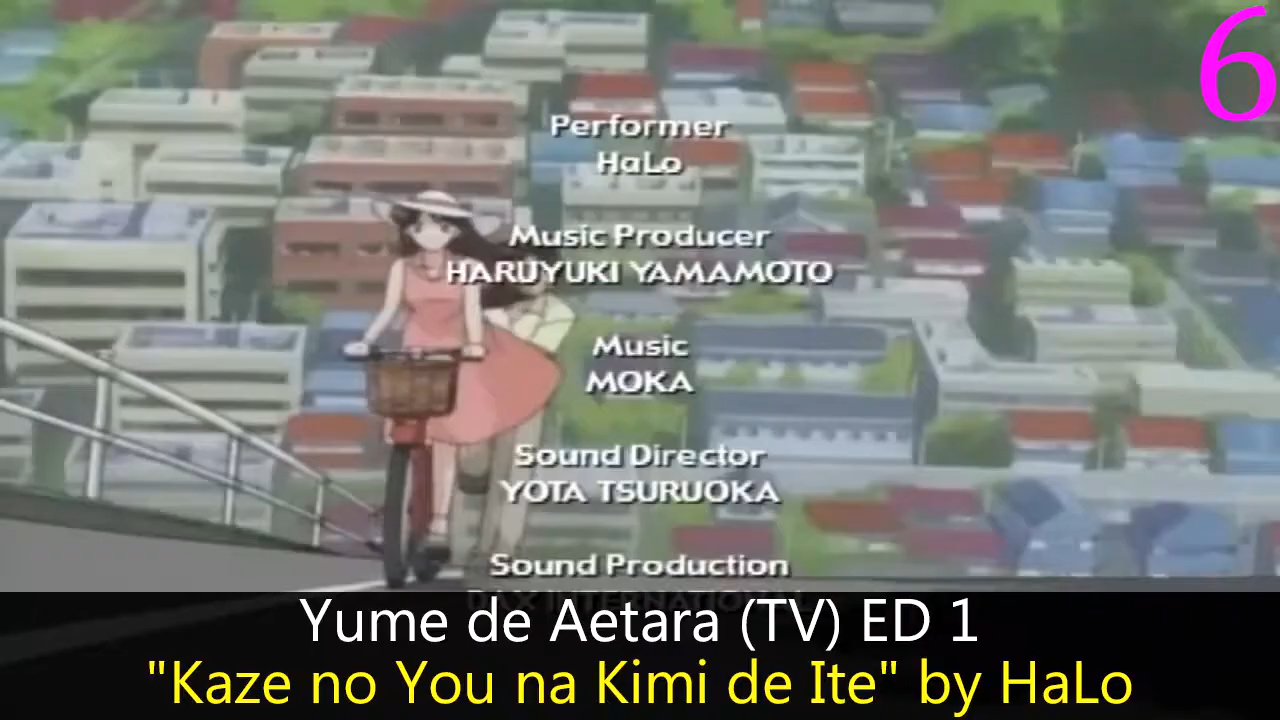 6
Performer
HaLo
Music Producer
HARUYUKI YAMAMOTO
Music
MOKA
Sound Director
YOTA TSURUOKA
Sound Production
INTERNATIONAL
Yume de Aetara (TV) ED 1
"Kaze no You na Kimi de Ite" by HaLo